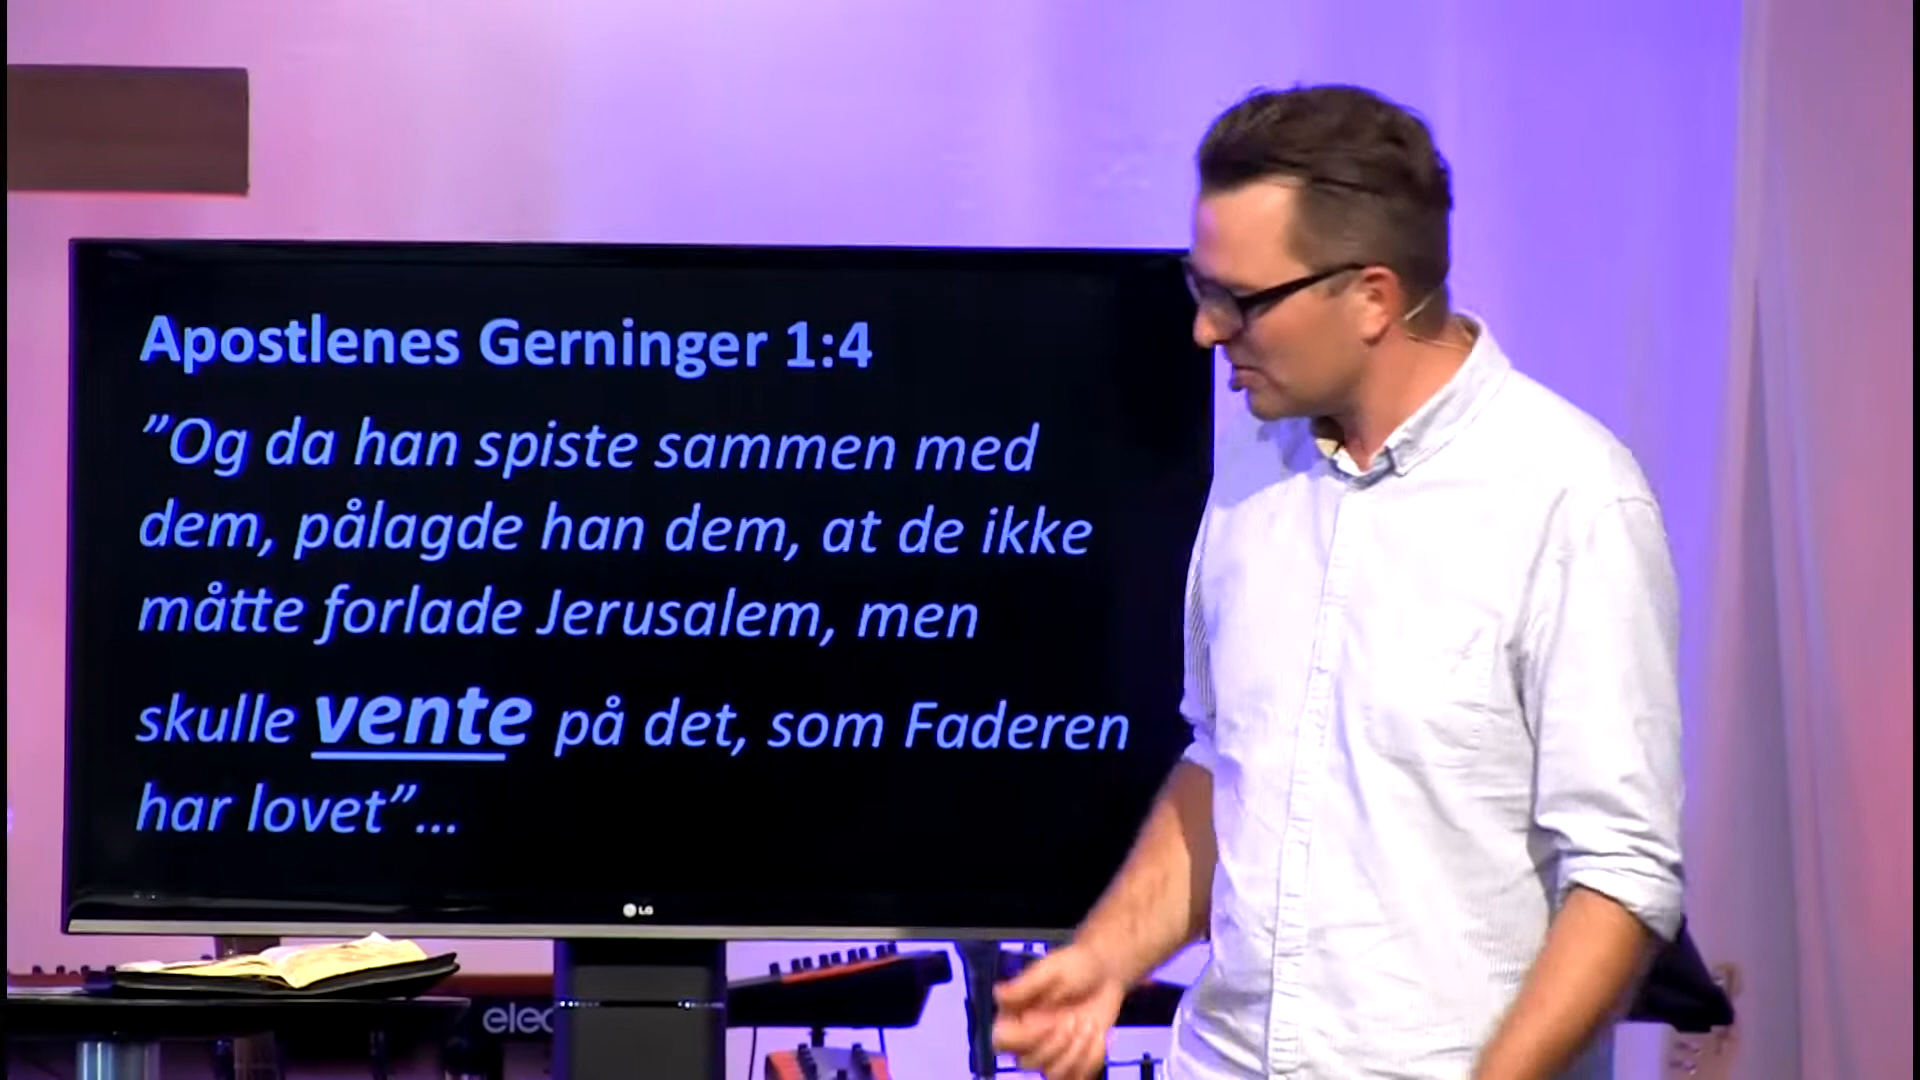 Apostlenes Gerninger 1:4
”Og da han spiste sammen med
dem, pålagde han dem, at de ikke
måtte forlade Jerusalem, men
skulle vente på det, som Faderen
har lovet”...
LG
elec